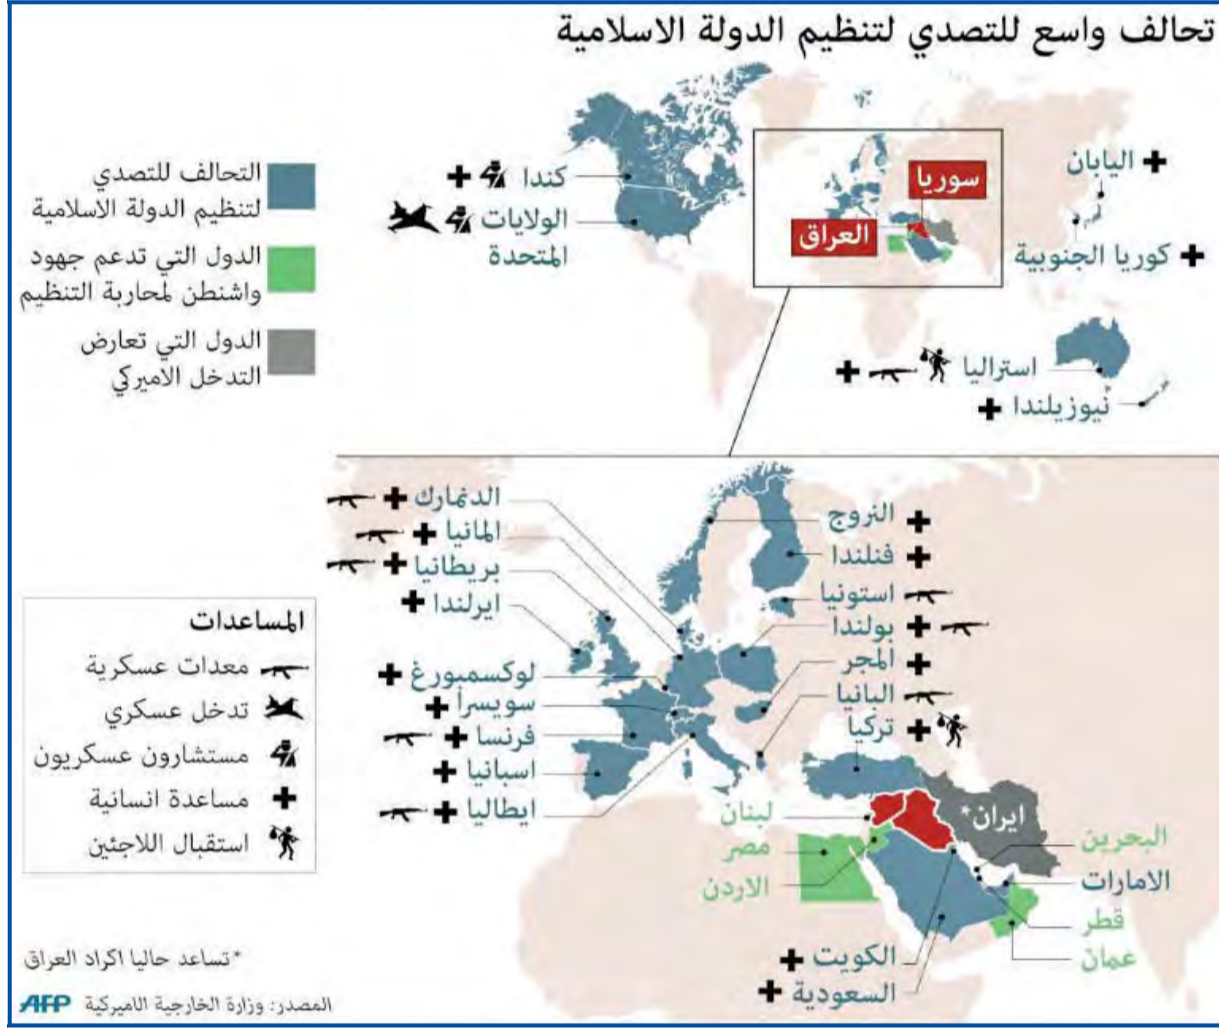 تحالف واسع للتصدي لتنظيم الدولة الاسلامية
التحالف للتصدي
لتنظيم الدولة الاسلامية
الدول التي تدعم جهود
واشنطن لمحاربة التنظيم
الدول التي تعارض
التدخل الاميركي
كندا
الولايات
المتحدة
سوريا
العراق
اليابان
كوريا الجنوبية
استراليا
نيوزيلندا
الدنمارك
المانيا
بريطانيا
ايرلندا
لوكسمبورغ
سويسرا
فرنسا
اسبانيا
ايطاليا
النروج
فنلندا
استونيا
بولندا
المجر
البانيا
تركيا
لبنان
مصر
الاردن
ايران*
البحرين
الامارات
قطر
عمان
الكويت
السعودية
المساعدات
معدات عسكرية
تدخل عسكري
مستشارون عسكريون
مساعدة انسانية
استقبال اللاجئين
*تساعد حاليا اكراد العراق
المصدر: وزارة الخارجية الاميركية AFP